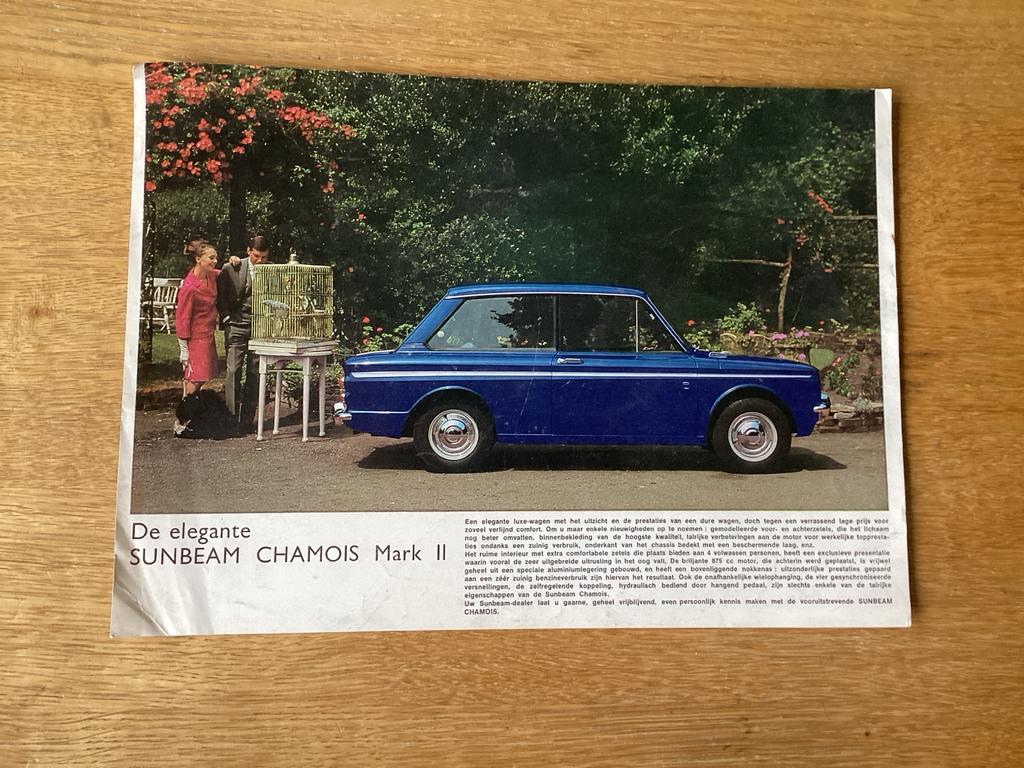 De elegante
SUNBEAM CHAMOIS Mark II
Een elegante luxe-wagen met het uitzicht en de prestaties van een dure wagen, doch tegen een verrassend lage prijs voor
zoveel verfijnd comfort. Om u maar enkele nieuwigheden op te noemen : gemodelleerde voor- en achterzetels, die het lichaam
nog beter omvatten, binnenbekleding van de hoogste kwaliteit, talrijke verbeteringen aan de motor voor werkelijke toppresta-
ties ondanks een zuinig verbruik, onderkant van het chassis bedekt met een beschermende laag, enz.
Het ruime interieur met extra comfortabele zetels die plaats bieden aan 4 volwassen personen, heeft een exclusieve presentatie
waarin vooral de zeer uitgebreide uitrusting in het oog valt. De briljante 875 cc motor, die achterin werd geplaatst, is vrijwel
geheel uit een speciale aluminiumlegering gebouwd, en heeft een bovenliggende nokkenas : uitzonderlijke prestaties gepaard
aan een zéér zuinig benzineverbruik zijn hiervan het resultaat. Ook de onafhankelijke wielophanging, de vier gesynchroniseerde
versnellingen, de zelfregelende koppeling, hydraulisch bediend door hangend pedaal, zijn slechts enkele van de talrijke
eigenschappen van de Sunbeam Chamois.
Uw Sunbeam-dealer laat u gaarne, geheel vrijblijvend, even persoonlijk kennis maken met de vooruitstrevende SUNBEAM
CHAMOIS.